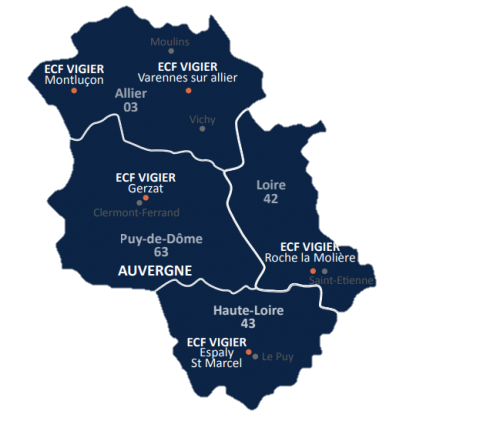 Moulins
ECF VIGIER
Montluçon
ECF VIGIER
Varennes sur allier
Allier
03
Vichy
ECF VIGIER
Gerzat
Clermont-Ferrand
Loire
42
Puy-de-Dôme
63
AUVERGNE
ECF VIGIER
Roche la Molière
Saint-Etienne
Haute-Loire
43
ECF VIGIER
Espaly
St Marcel
Le Puy